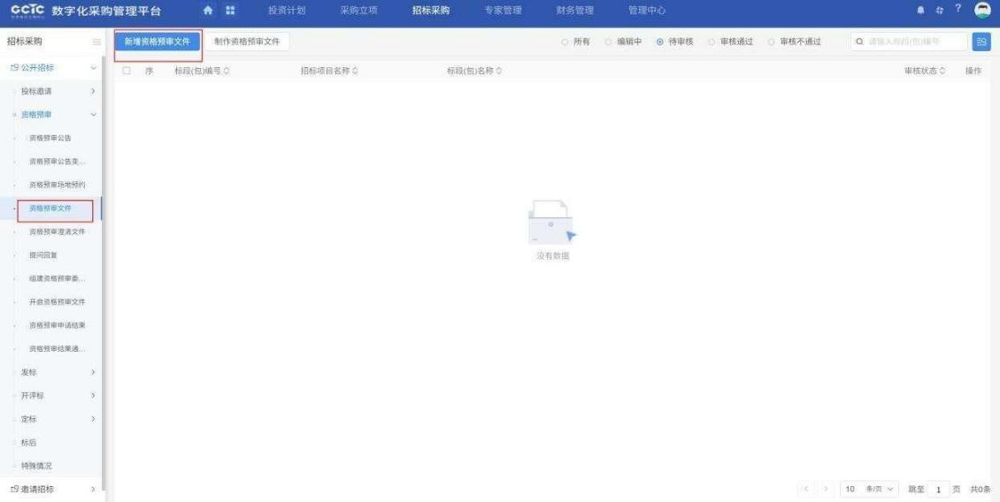 GCTC 数字化采购管理平台 投资计划 采购立项 招标采购 专家管理 财务管理 管理中心 ?
招标采购 新增资格预审文件 制作资格预审文件 所有 编辑中 待审核 审核通过 审核不通过 请输入标段(包)编号
公开招标 序 标段(包)编号 招标项目名称 标段(包)名称 审核状态 操作
投标邀请
资格预审
资格预审公告
资格预审公告变...
资格预审场地预约
资格预审文件
资格预审澄清文件
提问回复
没有数据
组建资格预审委...
开启资格预审文件
资格预审申请结果
资格预审结果通...
发标
开评标
定标
标后
特殊情况
邀请招标 10 条/页 跳至 1 页 共0条